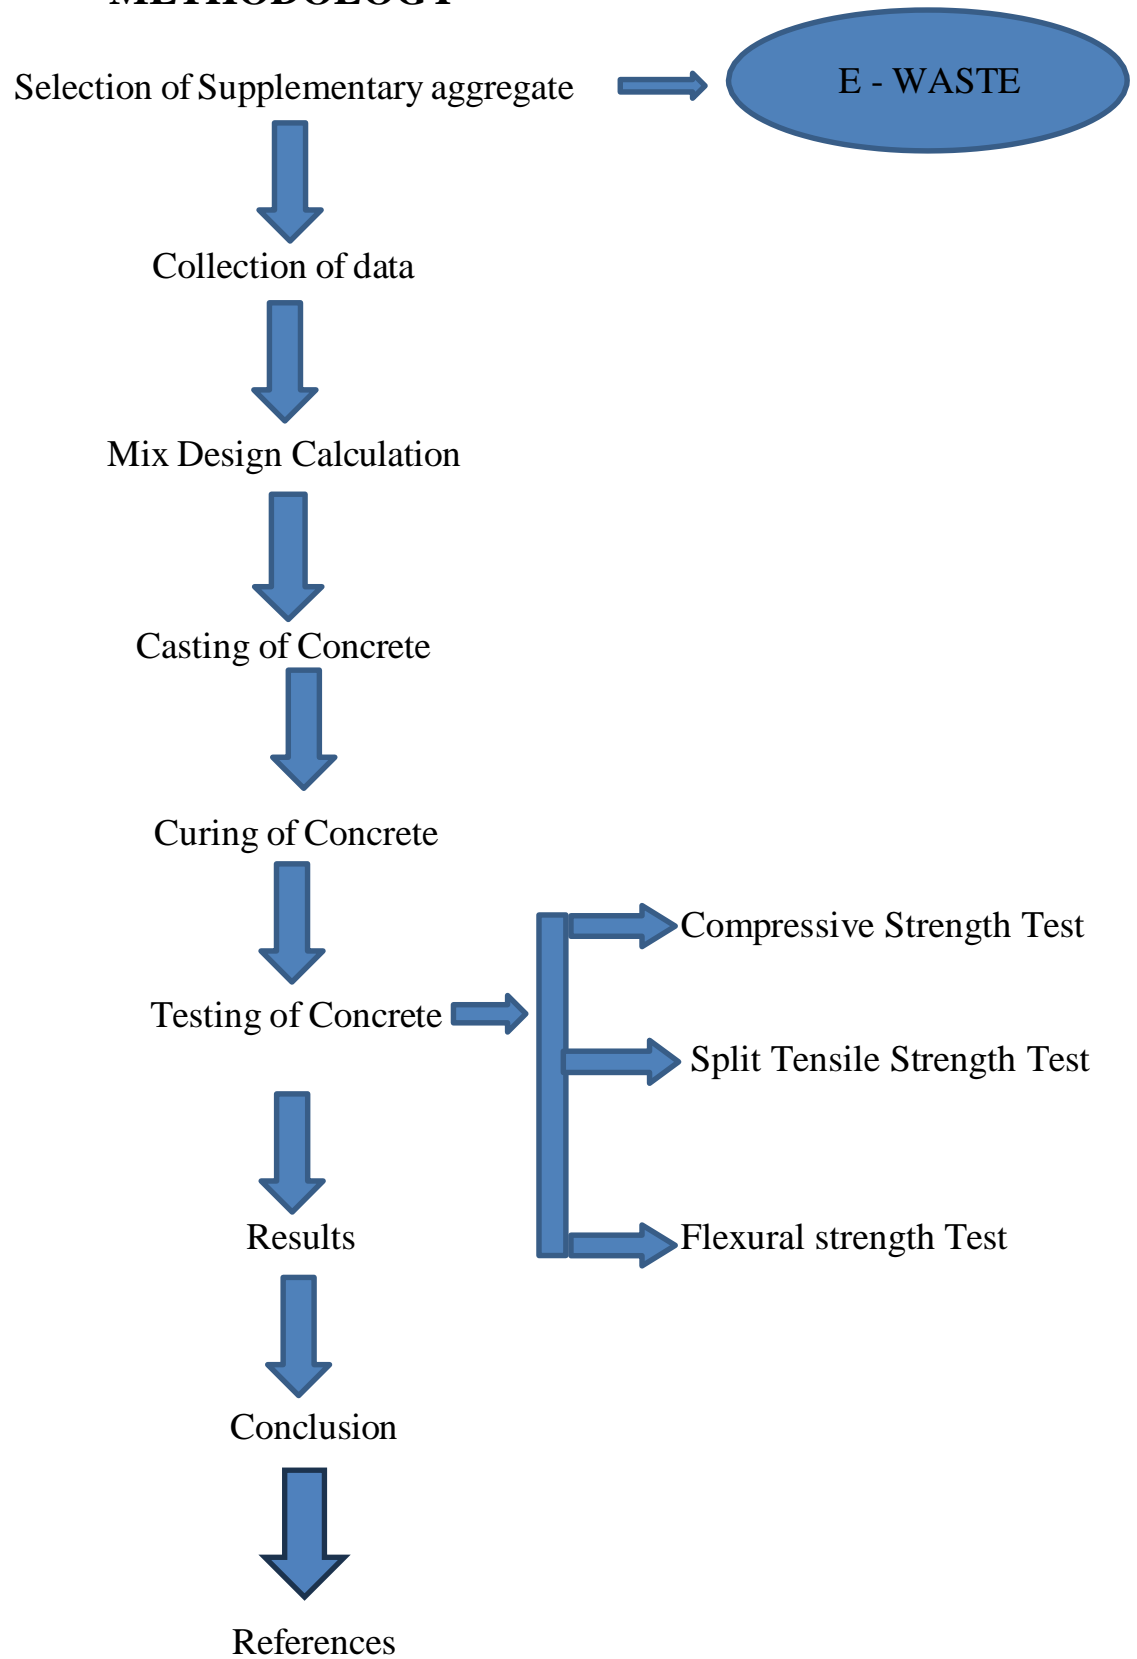 METHODOLOGY
Selection of Supplementary aggregate
E - WASTE
Collection of data
Mix Design Calculation
Casting of Concrete
Curing of Concrete
Testing of Concrete
Compressive Strength Test
Split Tensile Strength Test
Flexural strength Test
Results
Conclusion
References